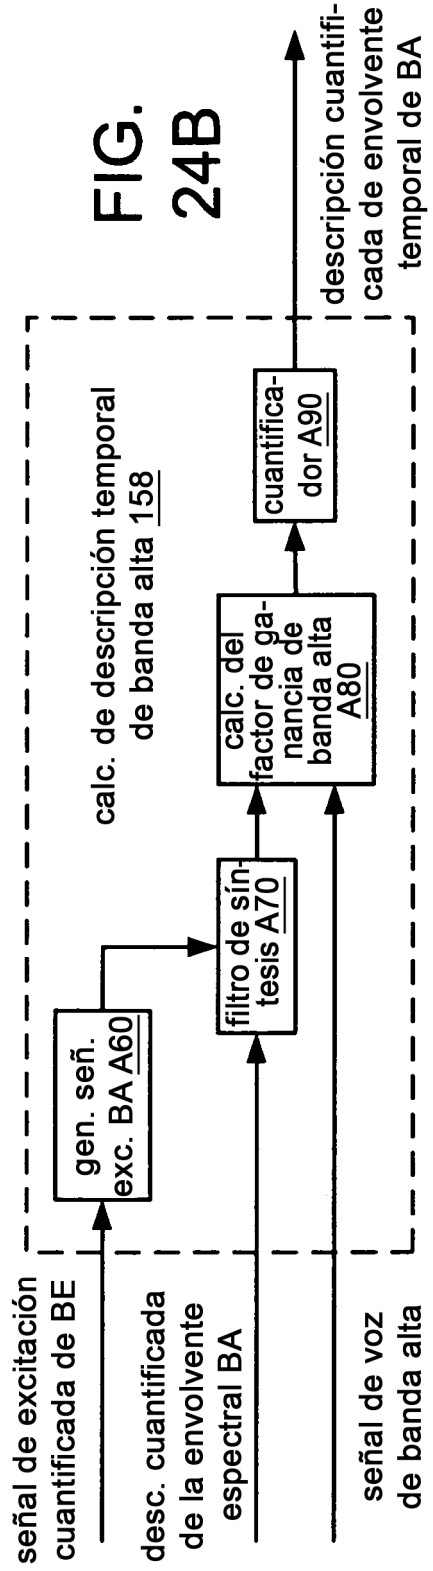 FIG.
24B
señal de excitación
cuantificada de BE
desc. cuantificada
de la envolvente
espectral BA
señal de voz
de banda alta
calc. de descripción temporal
de banda alta 158
gen. señ.
exc. BA A60
filtro de sín-
tesis A70
calc. del
factor de ga-
nancia de
banda alta
A80
cuantifica-
dor A90
descripción cuantifi-
cada de envolvente
temporal de BA